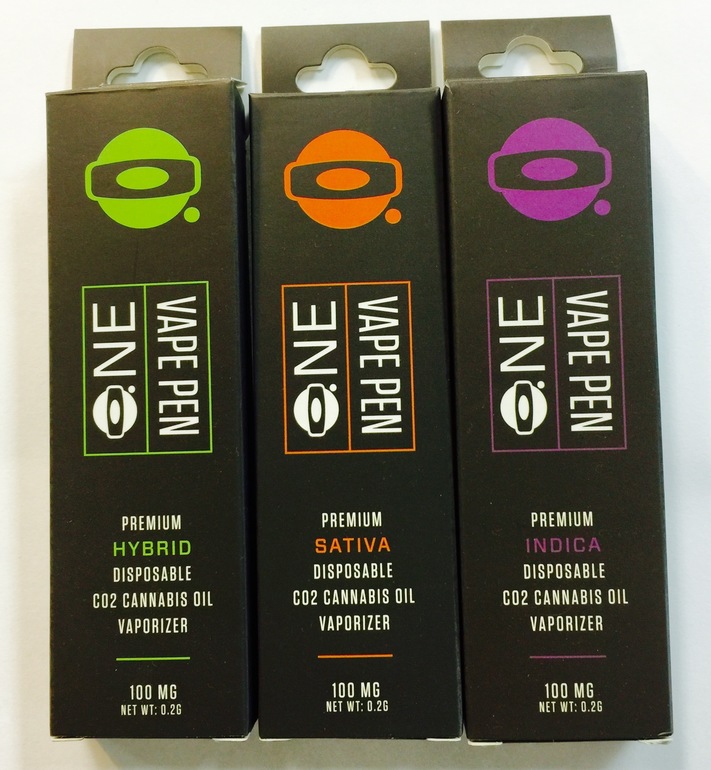 ONE
VAPE PEN
PREMIUM
HYBRID
DISPOSABLE
CO2 CANNABIS OIL
VAPORIZER
100 MG
NET WT: 0.2G
ONE
VAPE PEN
PREMIUM
SATIVA
DISPOSABLE
CO2 CANNABIS OIL
VAPORIZER
100 MG
NET WT: 0.2G
ONE
VAPE PEN
PREMIUM
INDICA
DISPOSABLE
CO2 CANNABIS OIL
VAPORIZER
100 MG
NET WT: 0.2G